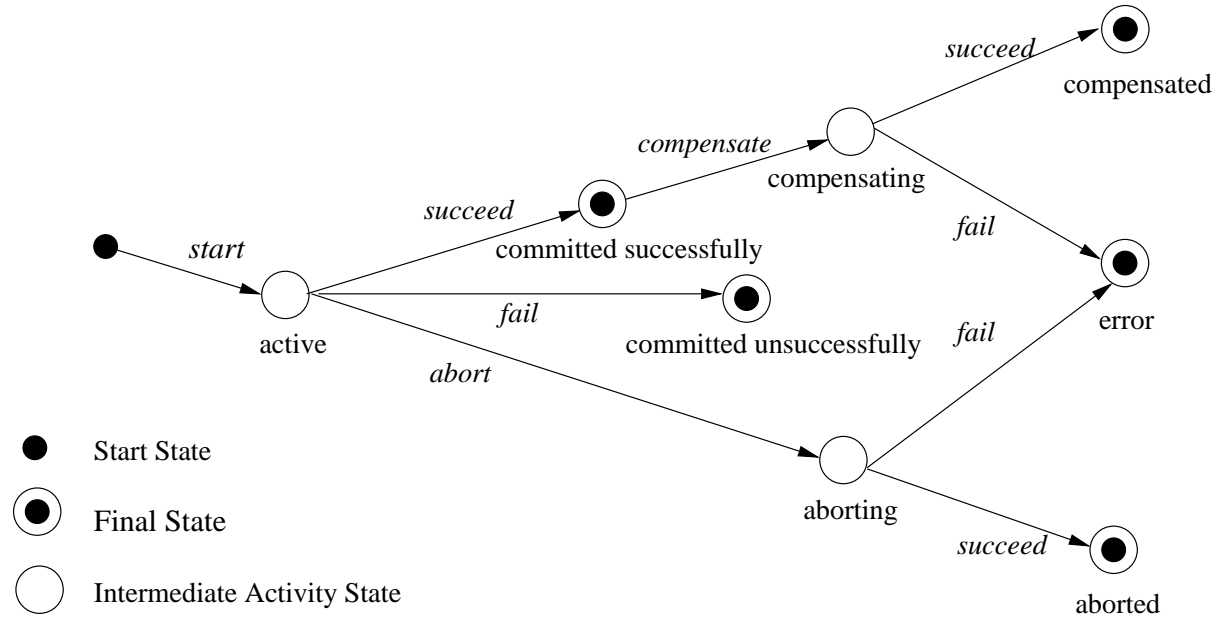 succeed
compensated
compensate
compensating
succeed
committed successfully
fail
start
active
fail
committed unsuccessfully
fail
error
abort
Start State
aborting
Final State
succeed
Intermediate Activity State
aborted